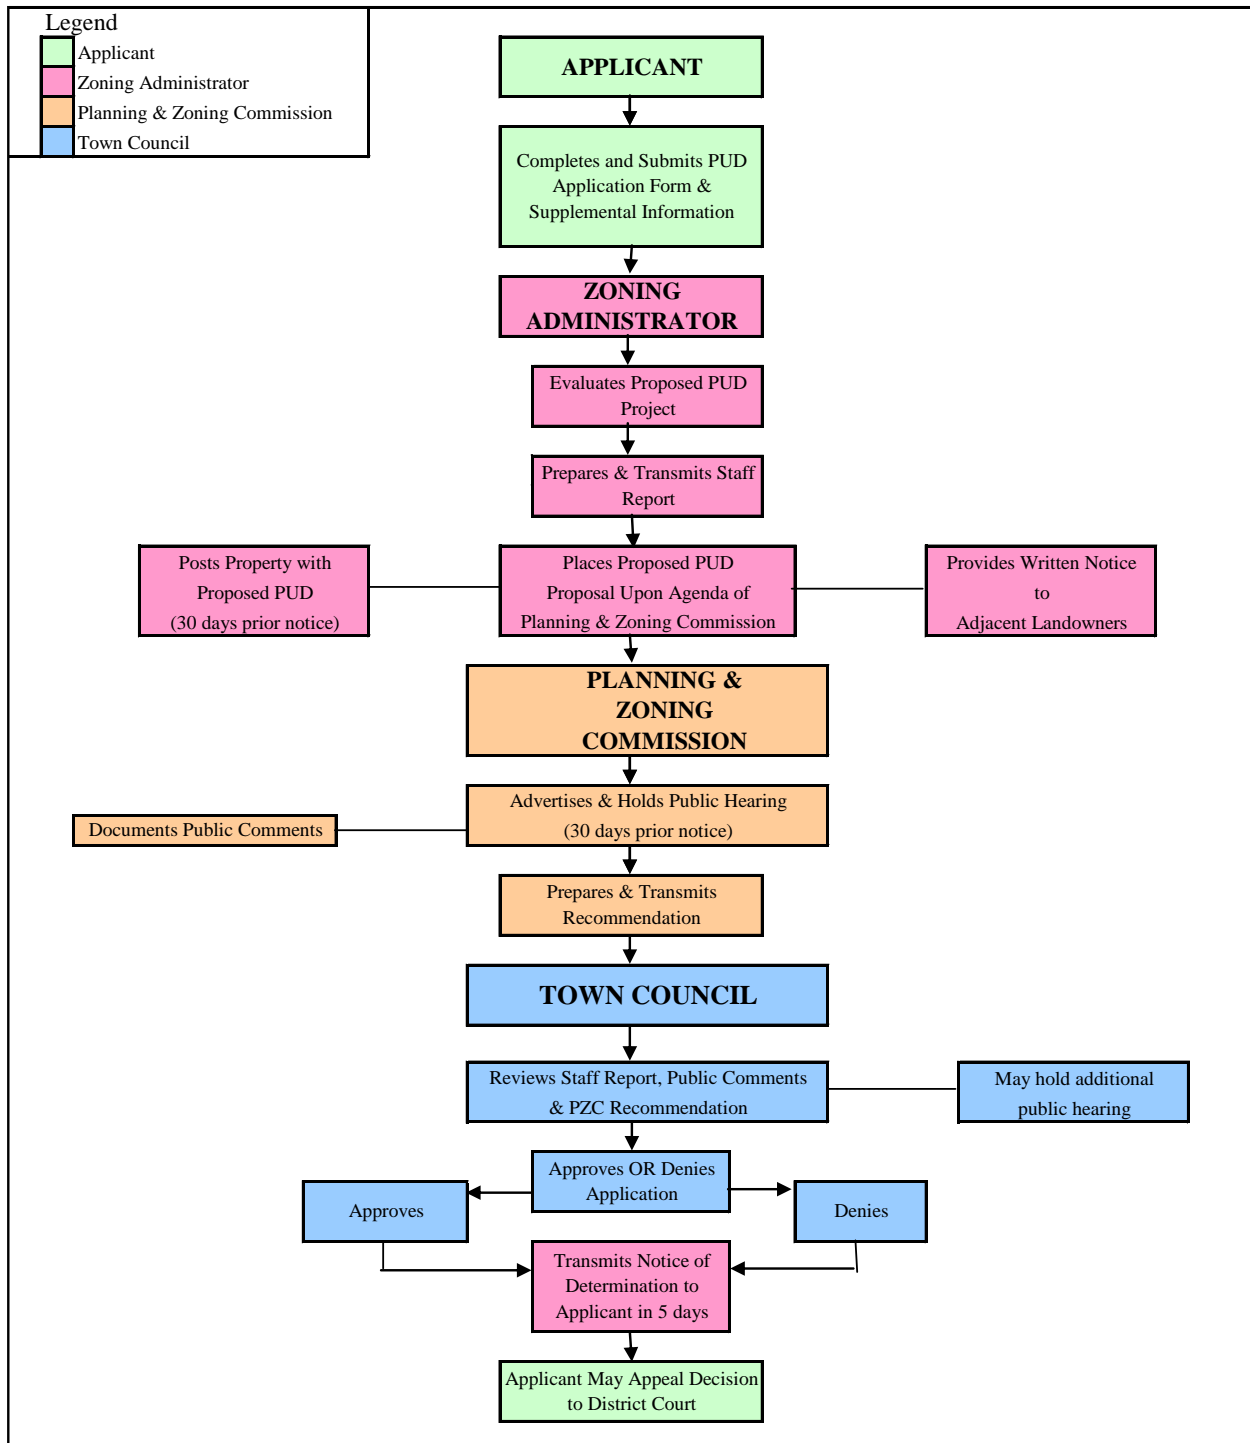 Legend
Applicant
Zoning Administrator
Planning & Zoning Commission
Town Council
APPLICANT
Completes and Submits PUD
Application Form &
Supplemental Information
ZONING
ADMINISTRATOR
Evaluates Proposed PUD
Project
Prepares & Transmits Staff
Report
Posts Property with
Proposed PUD
(30 days prior notice)
Places Proposed PUD
Proposal Upon Agenda of
Planning & Zoning Commission
Provides Written Notice
to
Adjacent Landowners
PLANNING &
ZONING
COMMISSION
Advertises & Holds Public Hearing
(30 days prior notice)
Documents Public Comments
Prepares & Transmits
Recommendation
TOWN COUNCIL
Reviews Staff Report, Public Comments
& PZC Recommendation
May hold additional
public hearing
Approves OR Denies
Application
Approves
Denies
Transmits Notice of
Determination to
Applicant in 5 days
Applicant May Appeal Decision
to District Court